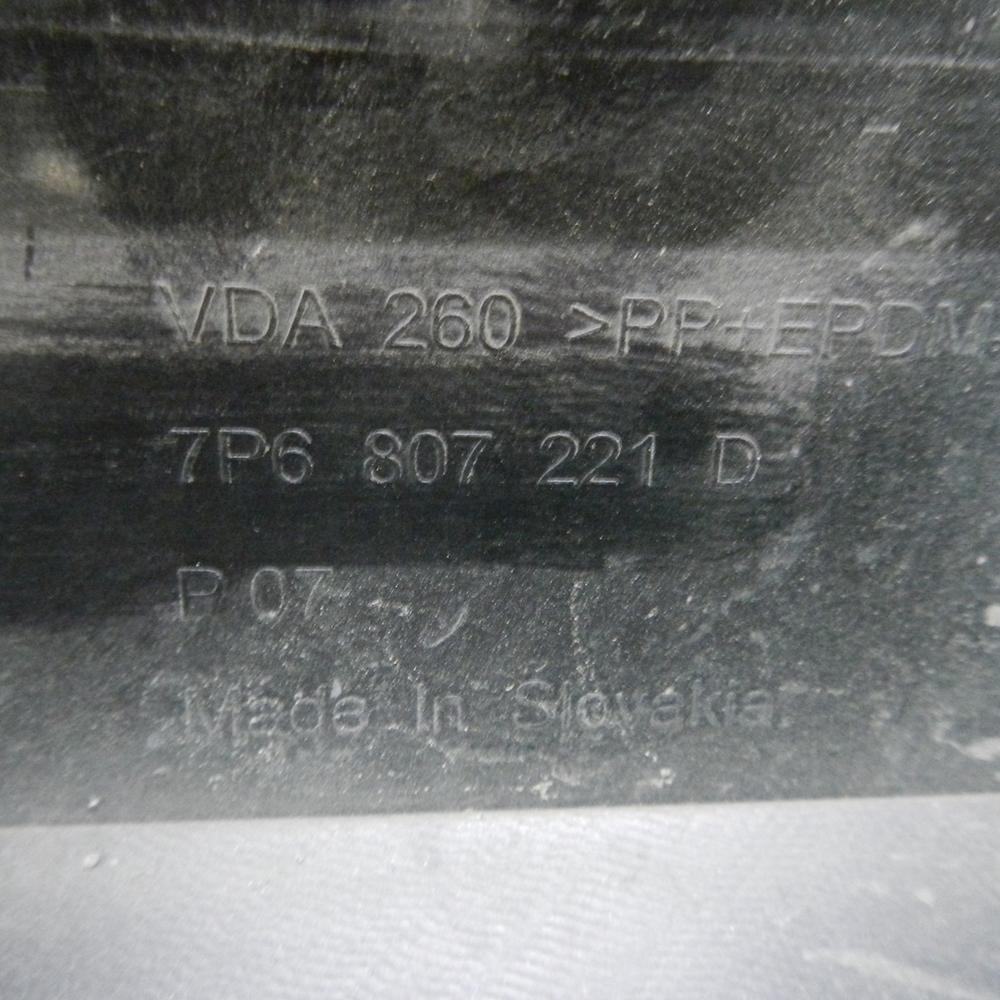 VDA 260 >PP+EPDM
7P6 807 221 D
P 07
Made In Slovakia